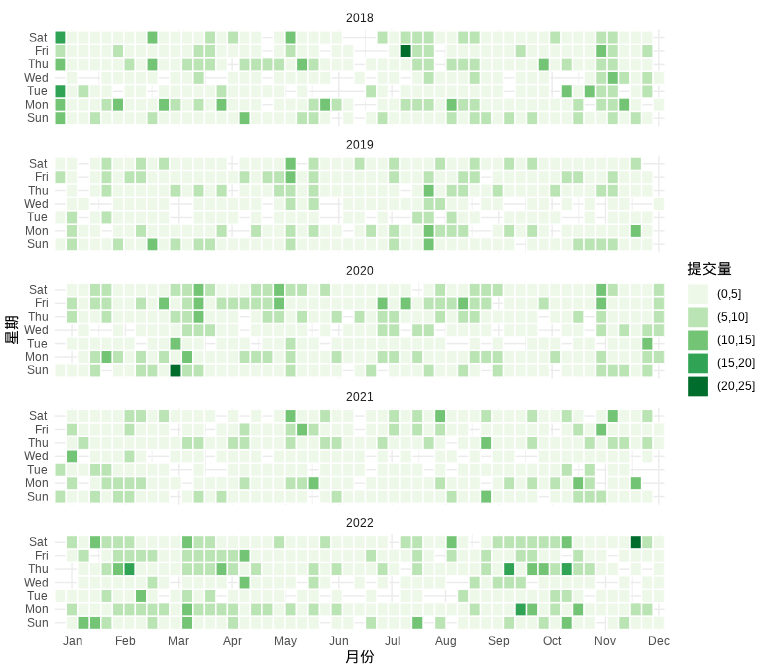 2018
Sat
Fri
Thu
Wed
Tue
Mon
Sun
2019
Sat
Fri
Thu
Wed
Tue
Mon
Sun
2020
Sat
Fri
Thu
Wed
Tue
Mon
Sun
2021
Sat
Fri
Thu
Wed
Tue
Mon
Sun
2022
Sat
Fri
Thu
Wed
Tue
Mon
Sun
Jan Feb Mar Apr May Jun Jul Aug Sep Oct Nov Dec
月份
星期
提交量
(0,5]
(5,10]
(10,15]
(15,20]
(20,25]